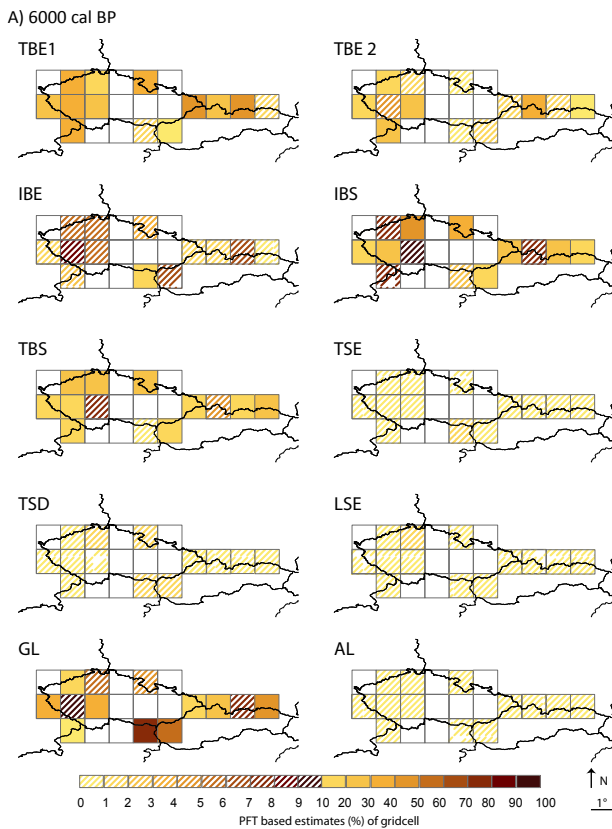 A) 6000 cal BP
TBE1 TBE 2
IBE IBS
TBS TSE
TSD LSE
GL AL
0 1 2 3 4 5 6 7 8 9 10 20 30 40 50 60 70 80 90 100
PFT based estimates (%) of gridcell
N
1°